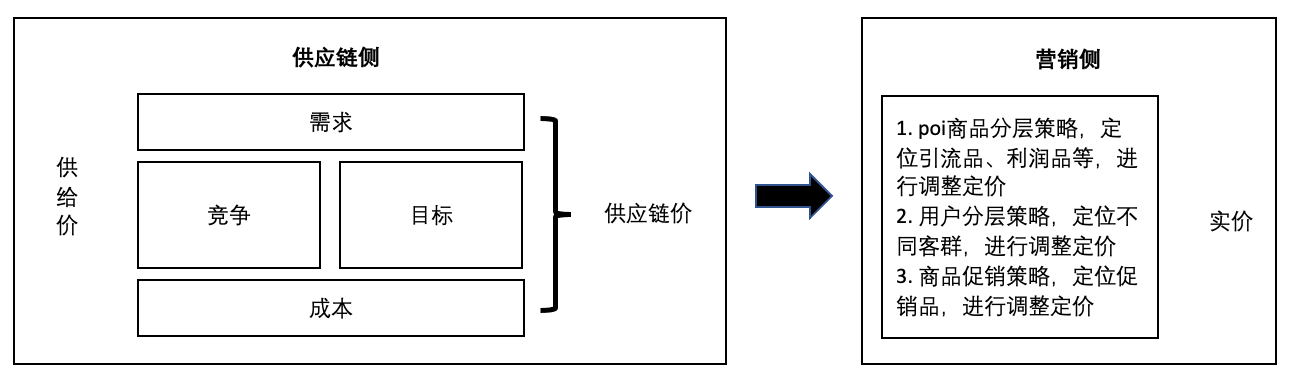 供应链侧
供
给
价
需求
竞争
目标
成本
供应链价
营销侧
1. poi商品分层策略，定
位引流品、利润品等，进
行调整定价
2. 用户分层策略，定位不
同客群，进行调整定价
3. 商品促销策略，定位促
销品，进行调整定价
实价